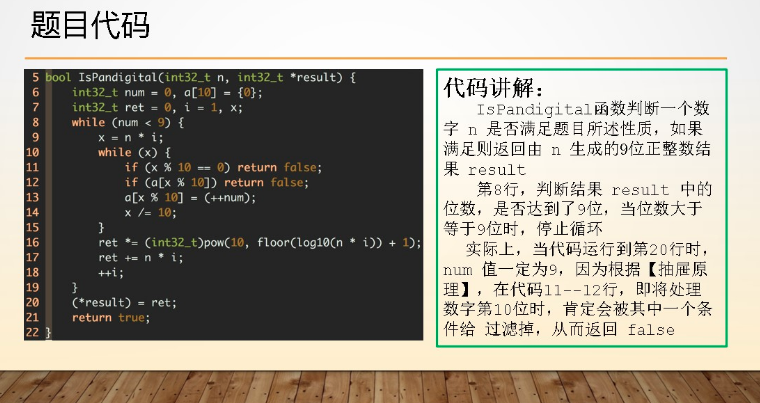 题目代码
5 bool IsPandigital(int32_t n, int32_t *result) {
6 int32_t num = 0, a[10] = {0};
7 int32_t ret = 0, i = 1, x;
8 while (num < 9) {
9 x = n * i;
10 while (x) {
11 if (x % 10 == 0) return false;
12 if (a[x % 10]) return false;
13 a[x % 10] = (++num);
14 x /= 10;
15 }
16 ret *= (int32_t)pow(10, floor(log10(n * i)) + 1);
17 ret += n * i;
18 ++i;
19 }
20 (*result) = ret;
21 return true;
22 }
代码讲解：
IsPandigital函数判断一个数
字 n 是否满足题目所述性质，如果
满足则返回由 n 生成的9位正整数结
果 result
第8行，判断结果 result 中的
位数，是否达到了9位，当位数大于
等于9位时，停止循环
实际上，当代码运行到第20行时，
num 值一定为9，因为根据【抽屉原
理】，在代码11--12行，即将处理
数字第10位时，肯定会被其中一个条
件给 过滤掉，从而返回 false